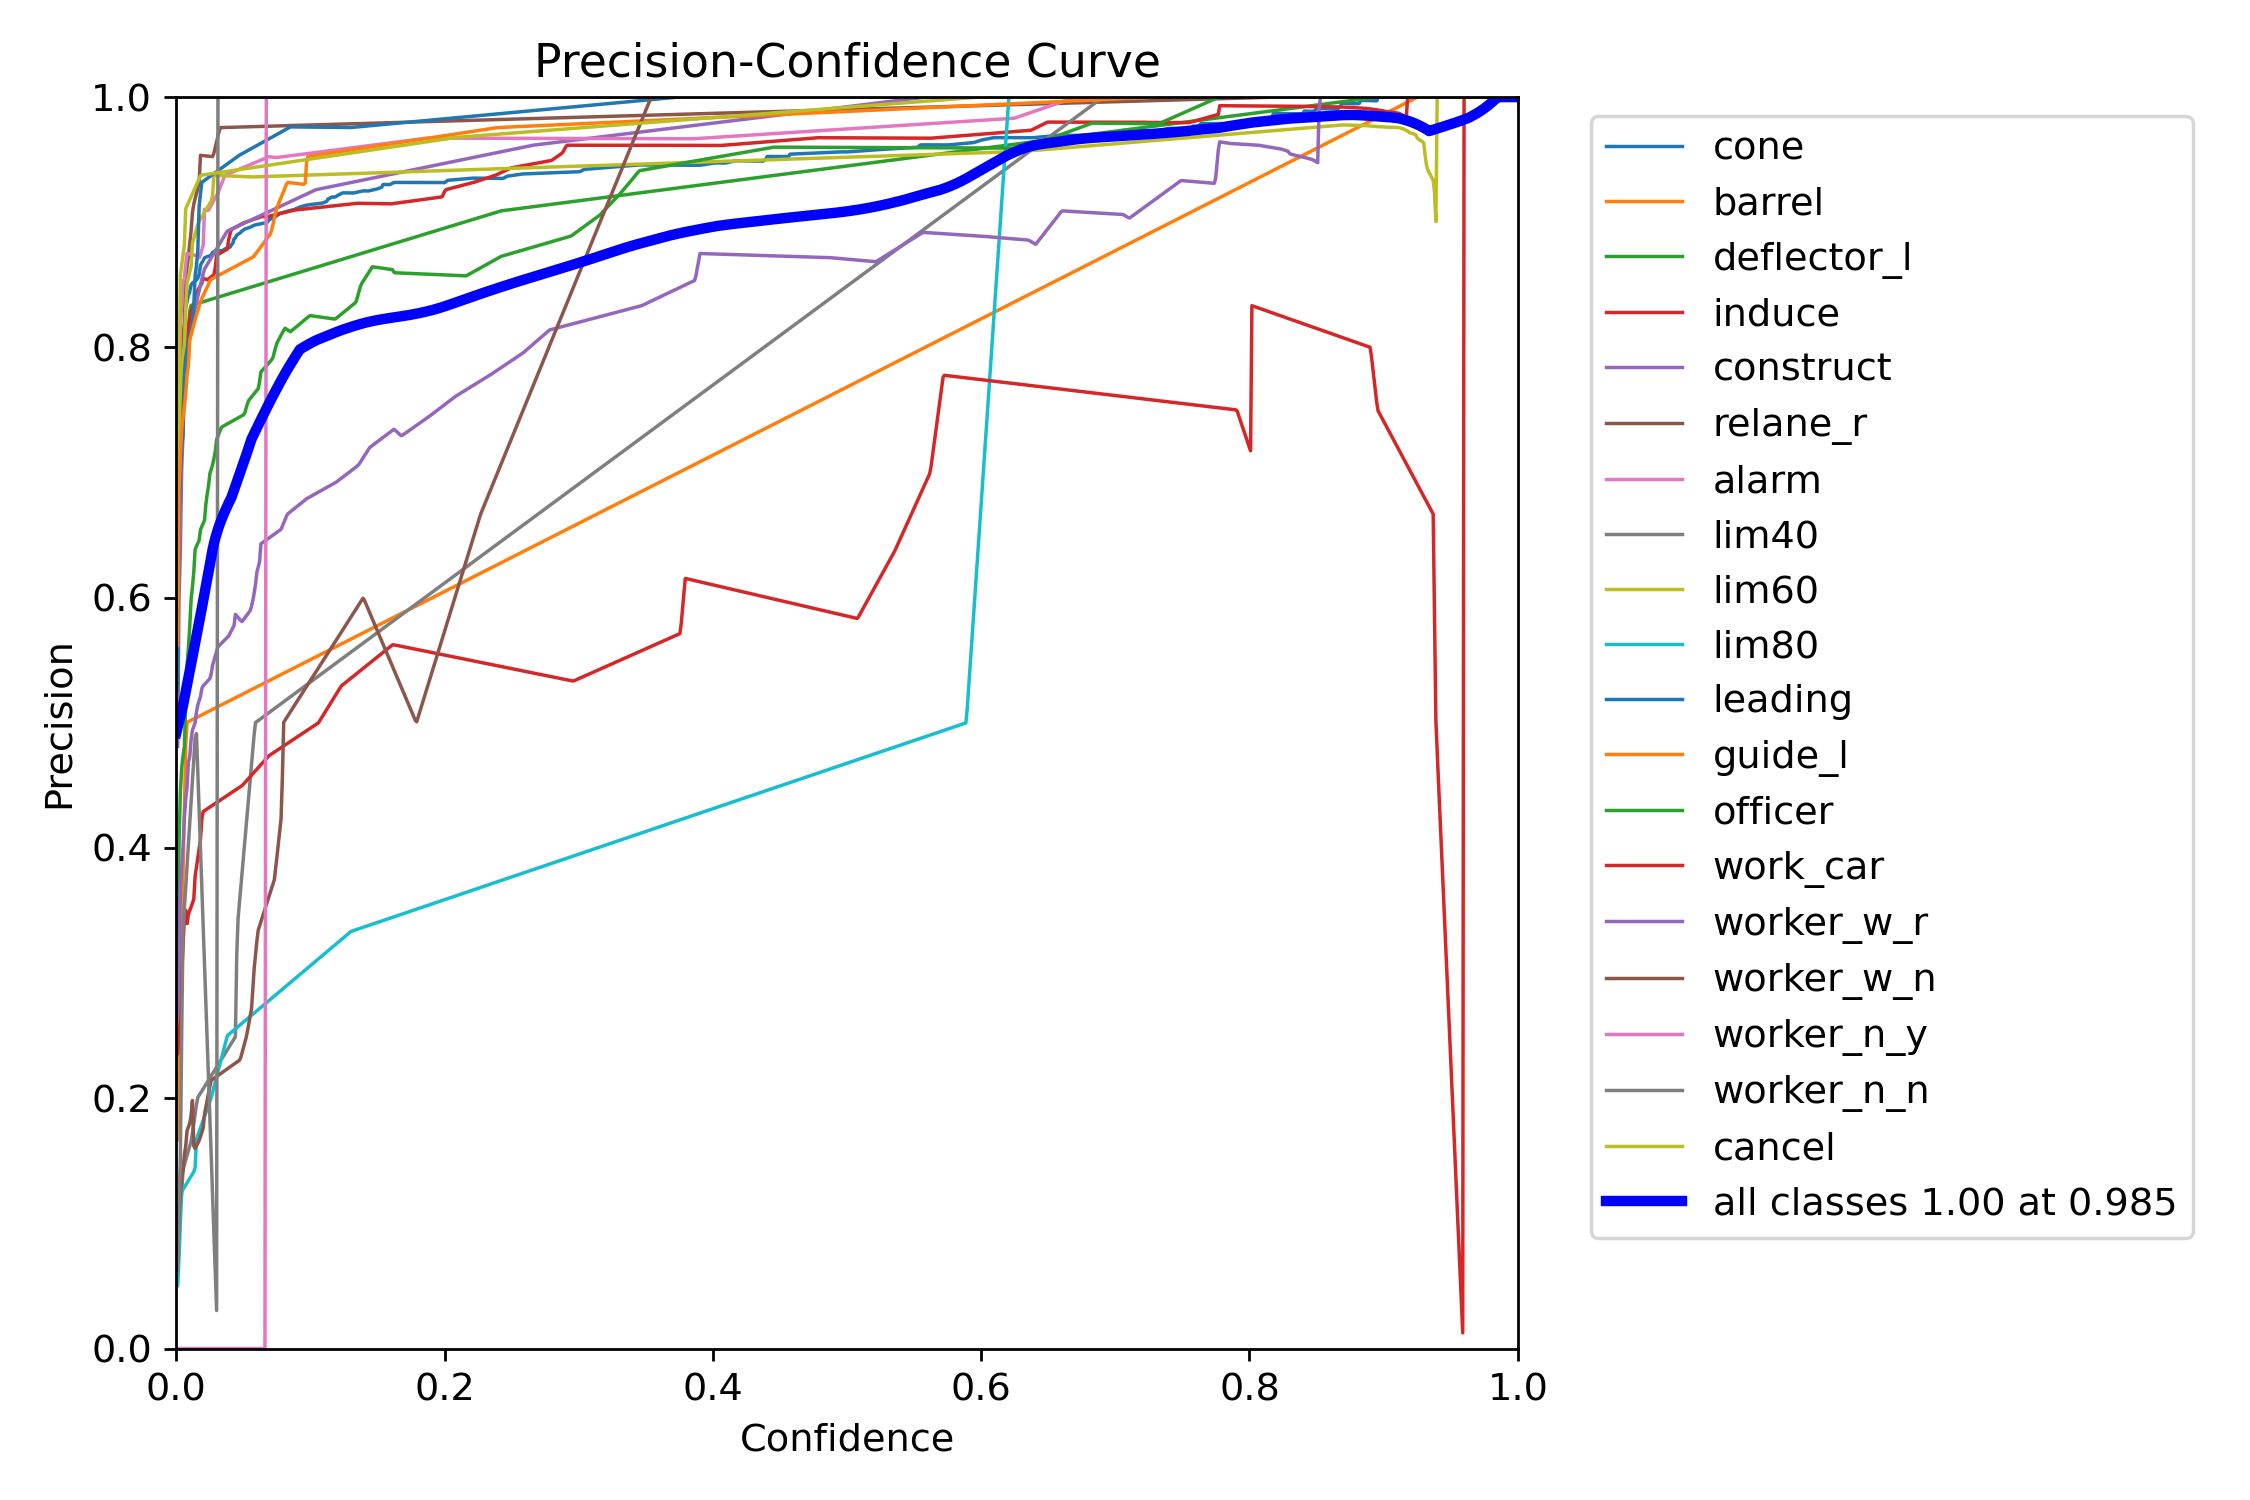 Precision-Confidence Curve
1.0
0.8
0.6
0.4
0.2
0.0
Precision
0.0 0.2 0.4 0.6 0.8 1.0
Confidence
cone
barrel
deflector_l
induce
construct
relane_r
alarm
lim40
lim60
lim80
leading
guide_l
officer
work_car
worker_w_r
worker_w_n
worker_n_y
worker_n_n
cancel
all classes 1.00 at 0.985